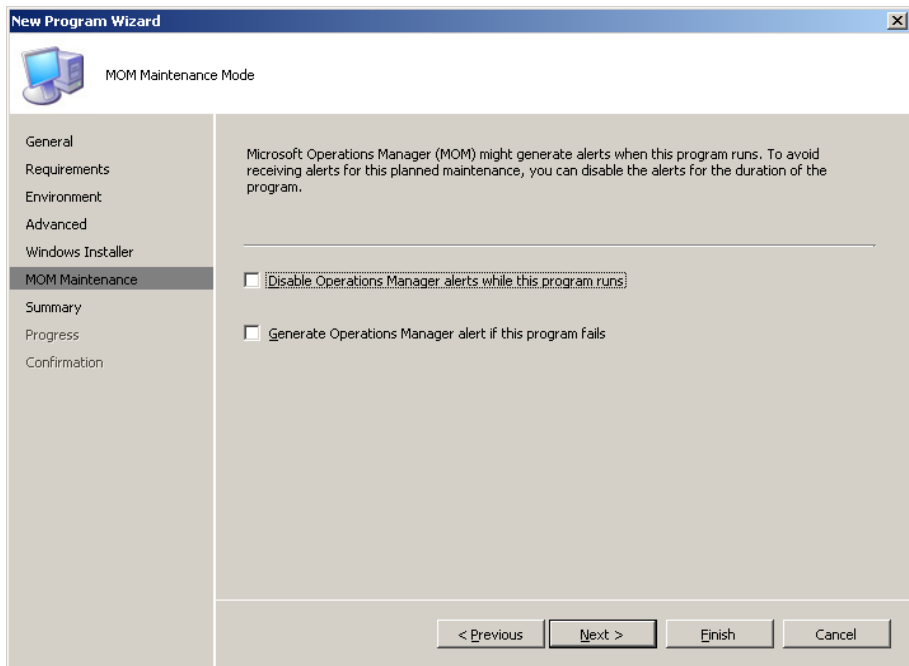 New Program Wizard
MOM Maintenance Mode
General
Requirements
Environment
Advanced
Windows Installer
MOM Maintenance
Summary
Progress
Confirmation
Microsoft Operations Manager (MOM) might generate alerts when this program runs. To avoid
receiving alerts for this planned maintenance, you can disable the alerts for the duration of the
program.
Disable Operations Manager alerts while this program runs
Generate Operations Manager alert if this program fails
< Previous
Next >
Finish
Cancel